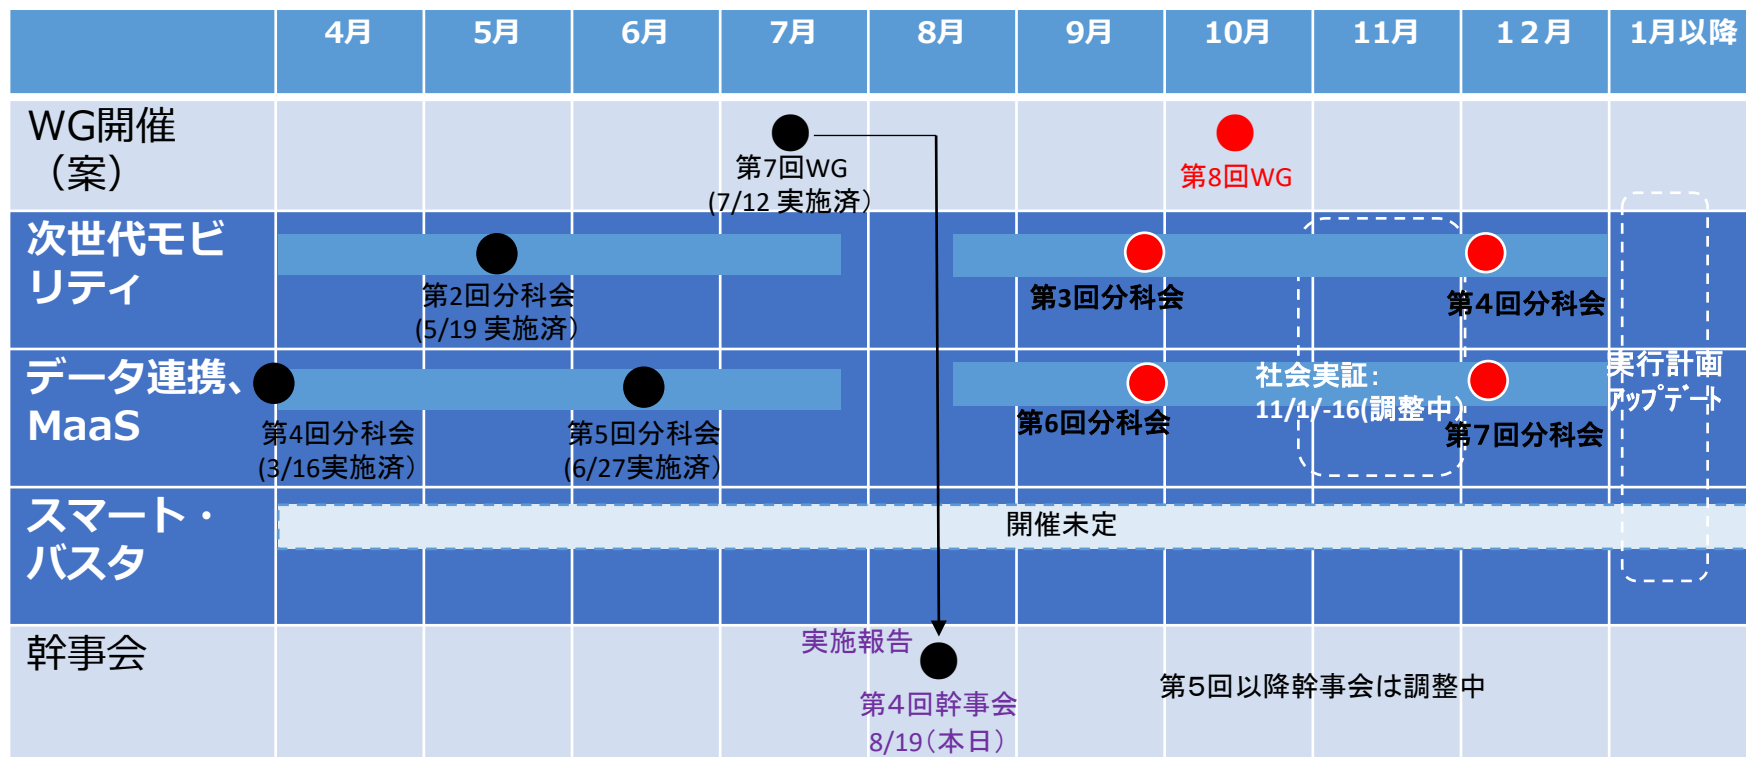 4月
5月
6月
7月
8月
9月
10月
11月
12月
1月以降
WG開催
（案）
第7回WG
(7/12 実施済)
第8回WG
次世代モビ
リティ
第2回分科会
(5/19 実施済)
第3回分科会
第4回分科会
データ連携、
MaaS
第4回分科会
(3/16実施済)
第5回分科会
(6/27実施済)
第6回分科会
社会実証：
11/1/-16(調整中)
第7回分科会
実行計画
アップデート
スマート・
バスタ
開催未定
幹事会
実施報告
第4回幹事会
8/19(本日)
第5回以降幹事会は調整中